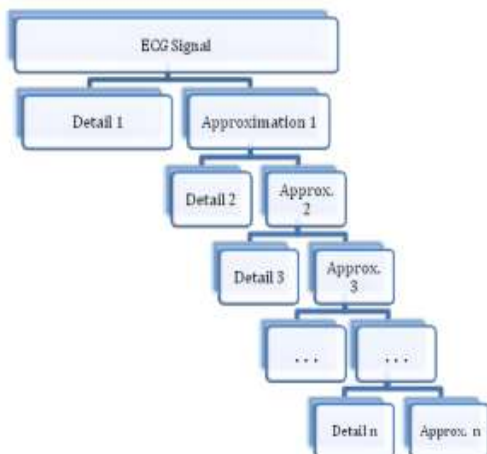 ECG Signal
Detail 1
Approximation 1
Detail 2
Approx.
2
Detail 3
Approx.
3
. . .
. . .
Detail n
Approx. n